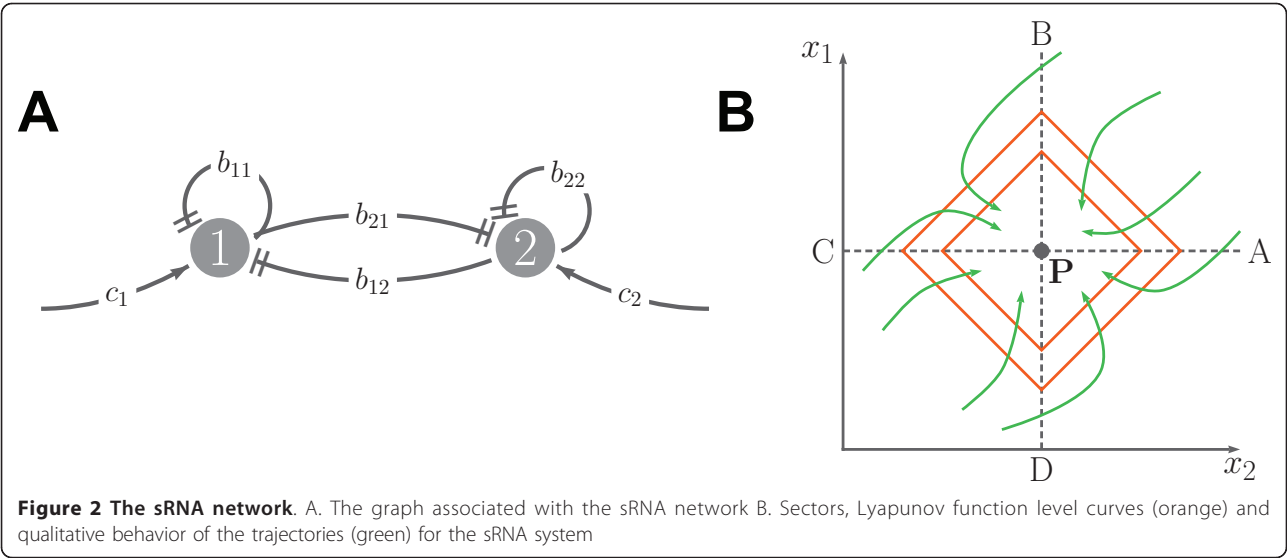 A
b11
b22
b21
1
2
b12
c1
c2
B
B
x1
C
A
P
D
x2
Figure 2 The sRNA network. A. The graph associated with the sRNA network B. Sectors, Lyapunov function level curves (orange) and
qualitative behavior of the trajectories (green) for the sRNA system